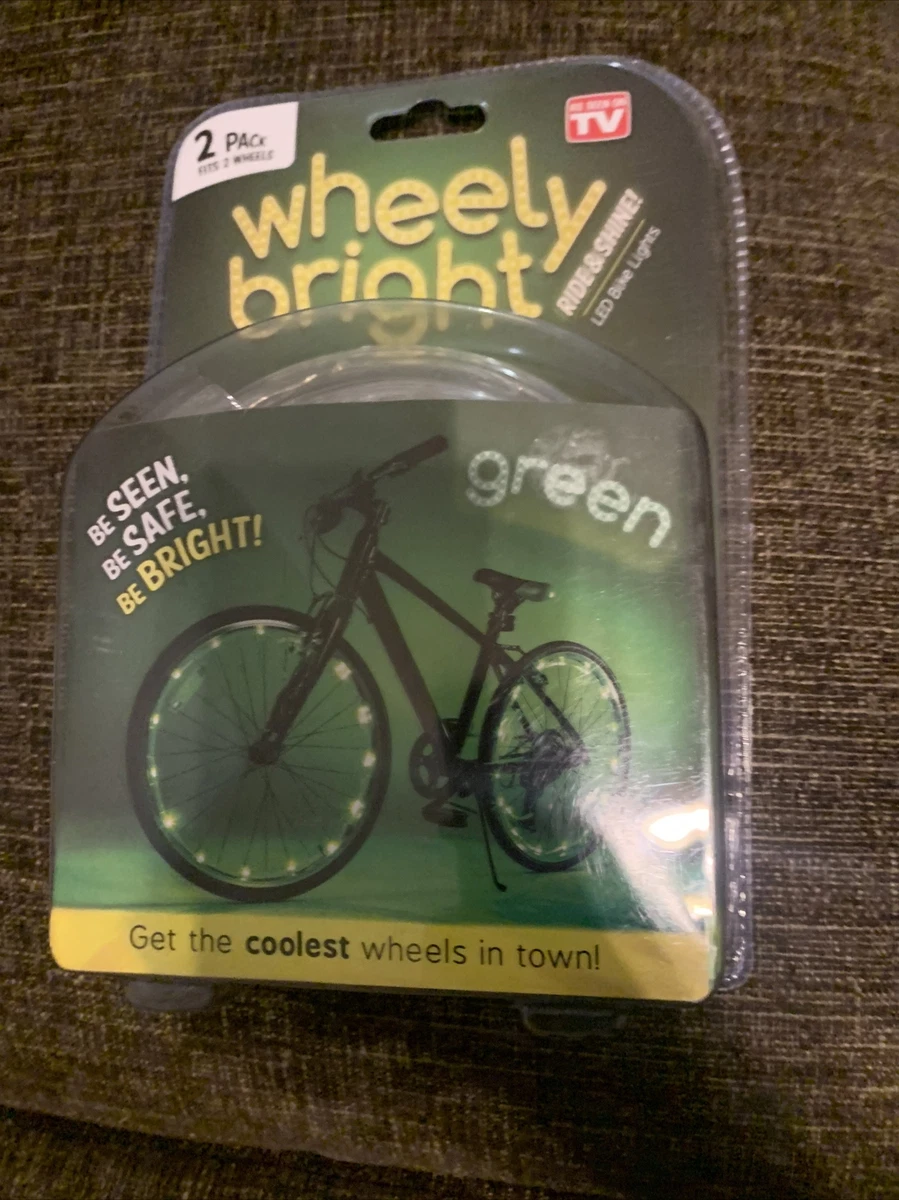 2 PACK
FITS 2 WHEELS
AS SEEN ON
TV
wheely
bright
RIDE & SHINE!
LED Bike Lights
green
BE SEEN,
BE SAFE,
BE BRIGHT!
Get the coolest wheels in town!